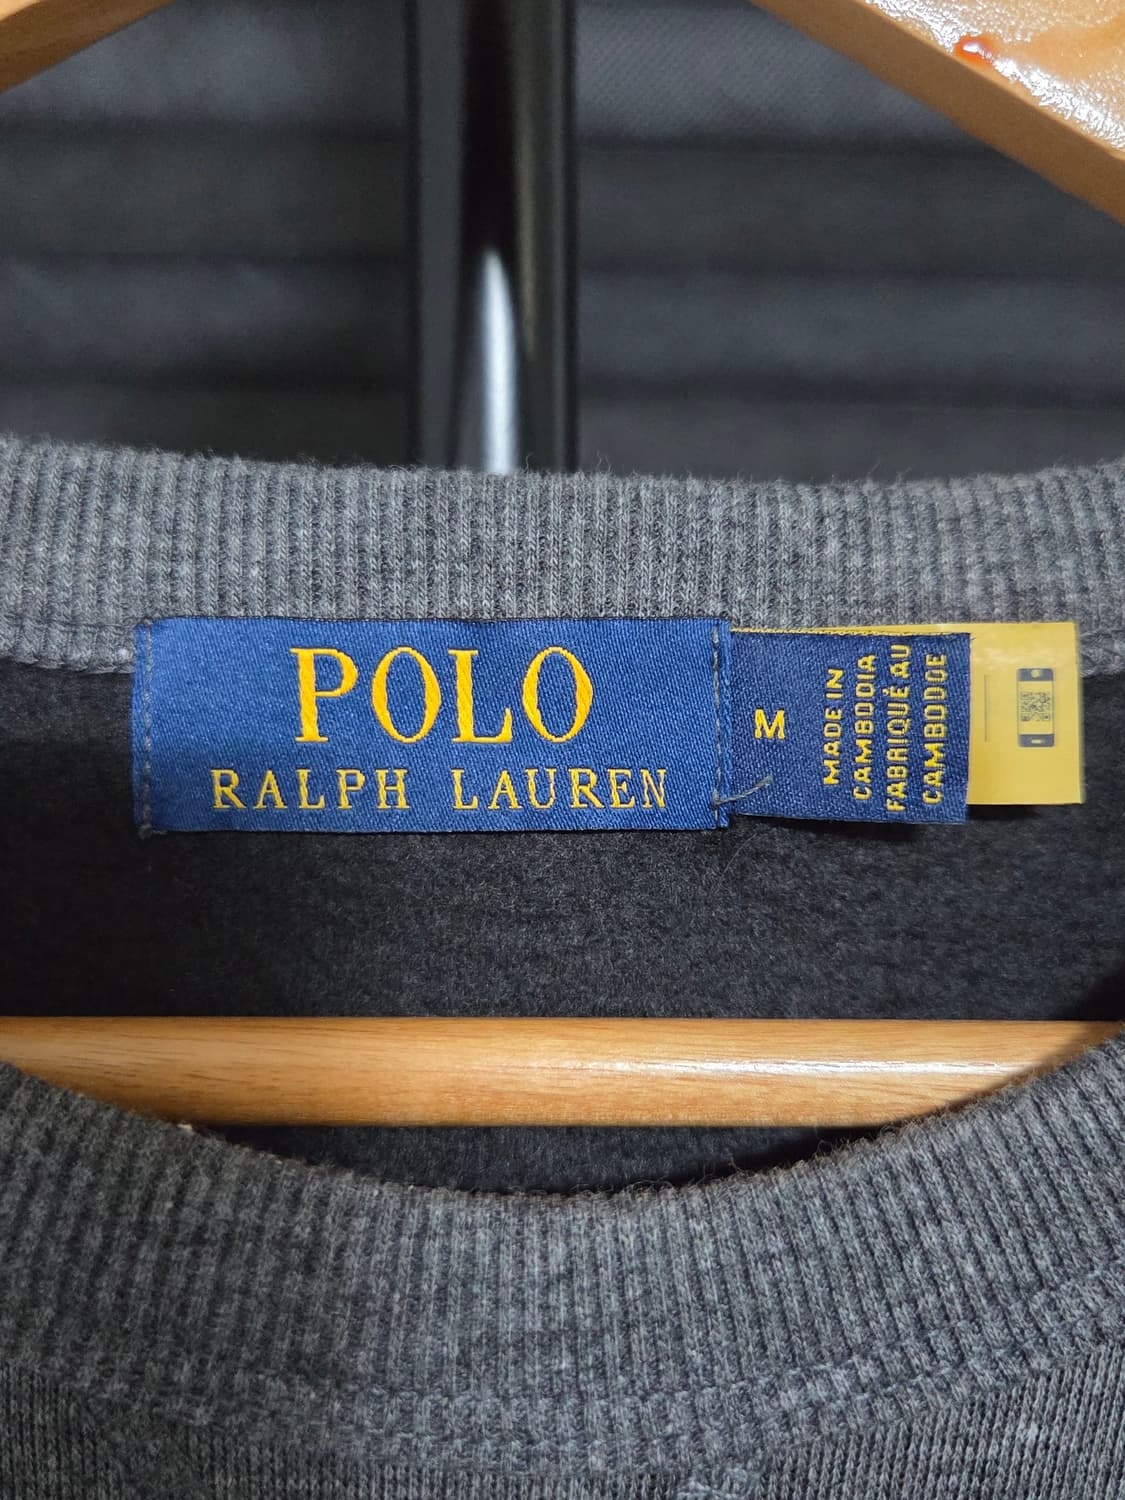 POLO
RALPH LAUREN
M
MADE IN
CAMBODIA
FABRIQUÉ AU
CAMBODGE